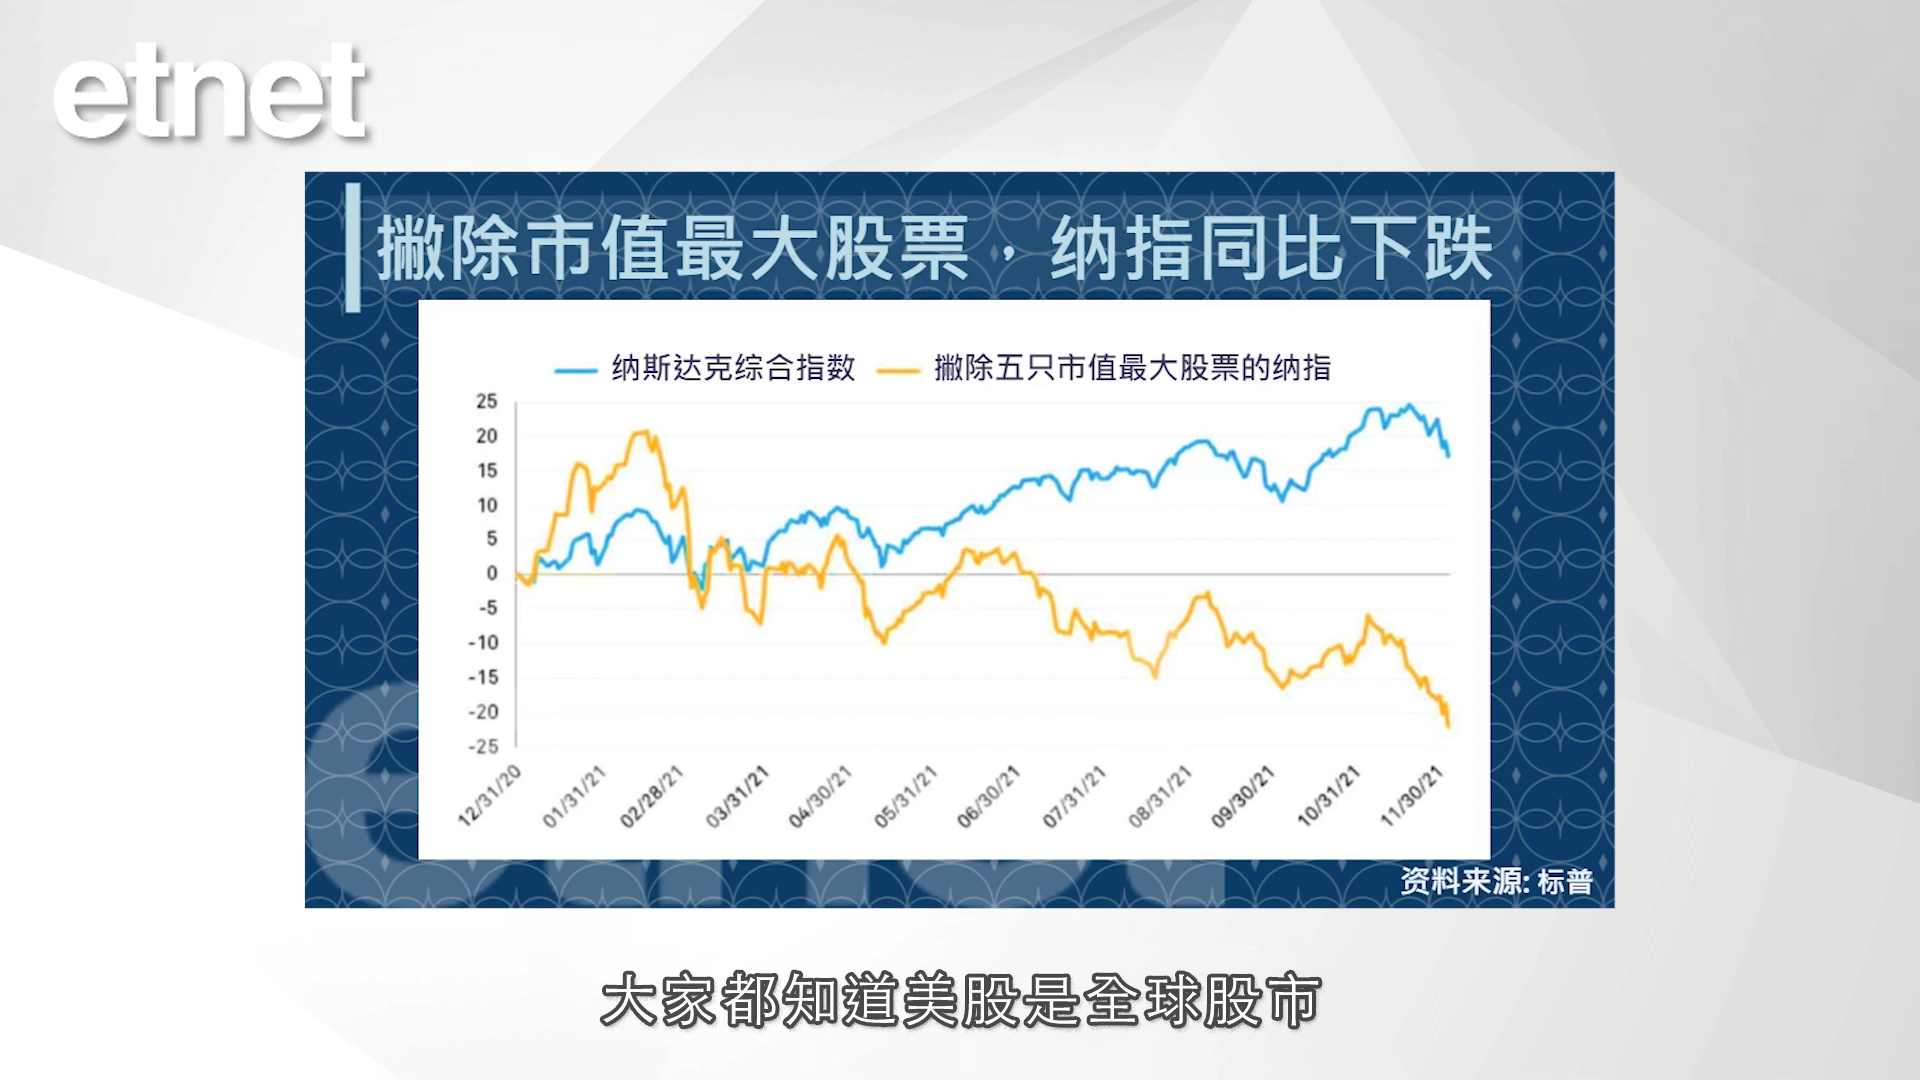 etnet
撇除市值最大股票，纳指同比下跌
纳斯达克综合指数 撇除五只市值最大股票的纳指
25
20
15
10
5
0
-5
-10
-15
-20
-25
12/31/20 01/31/21 02/28/21 03/31/21 04/30/21 05/31/21 06/30/21 07/31/21 08/31/21 09/30/21 10/31/21 11/30/21
资料来源: 标普
大家都知道美股是全球股市